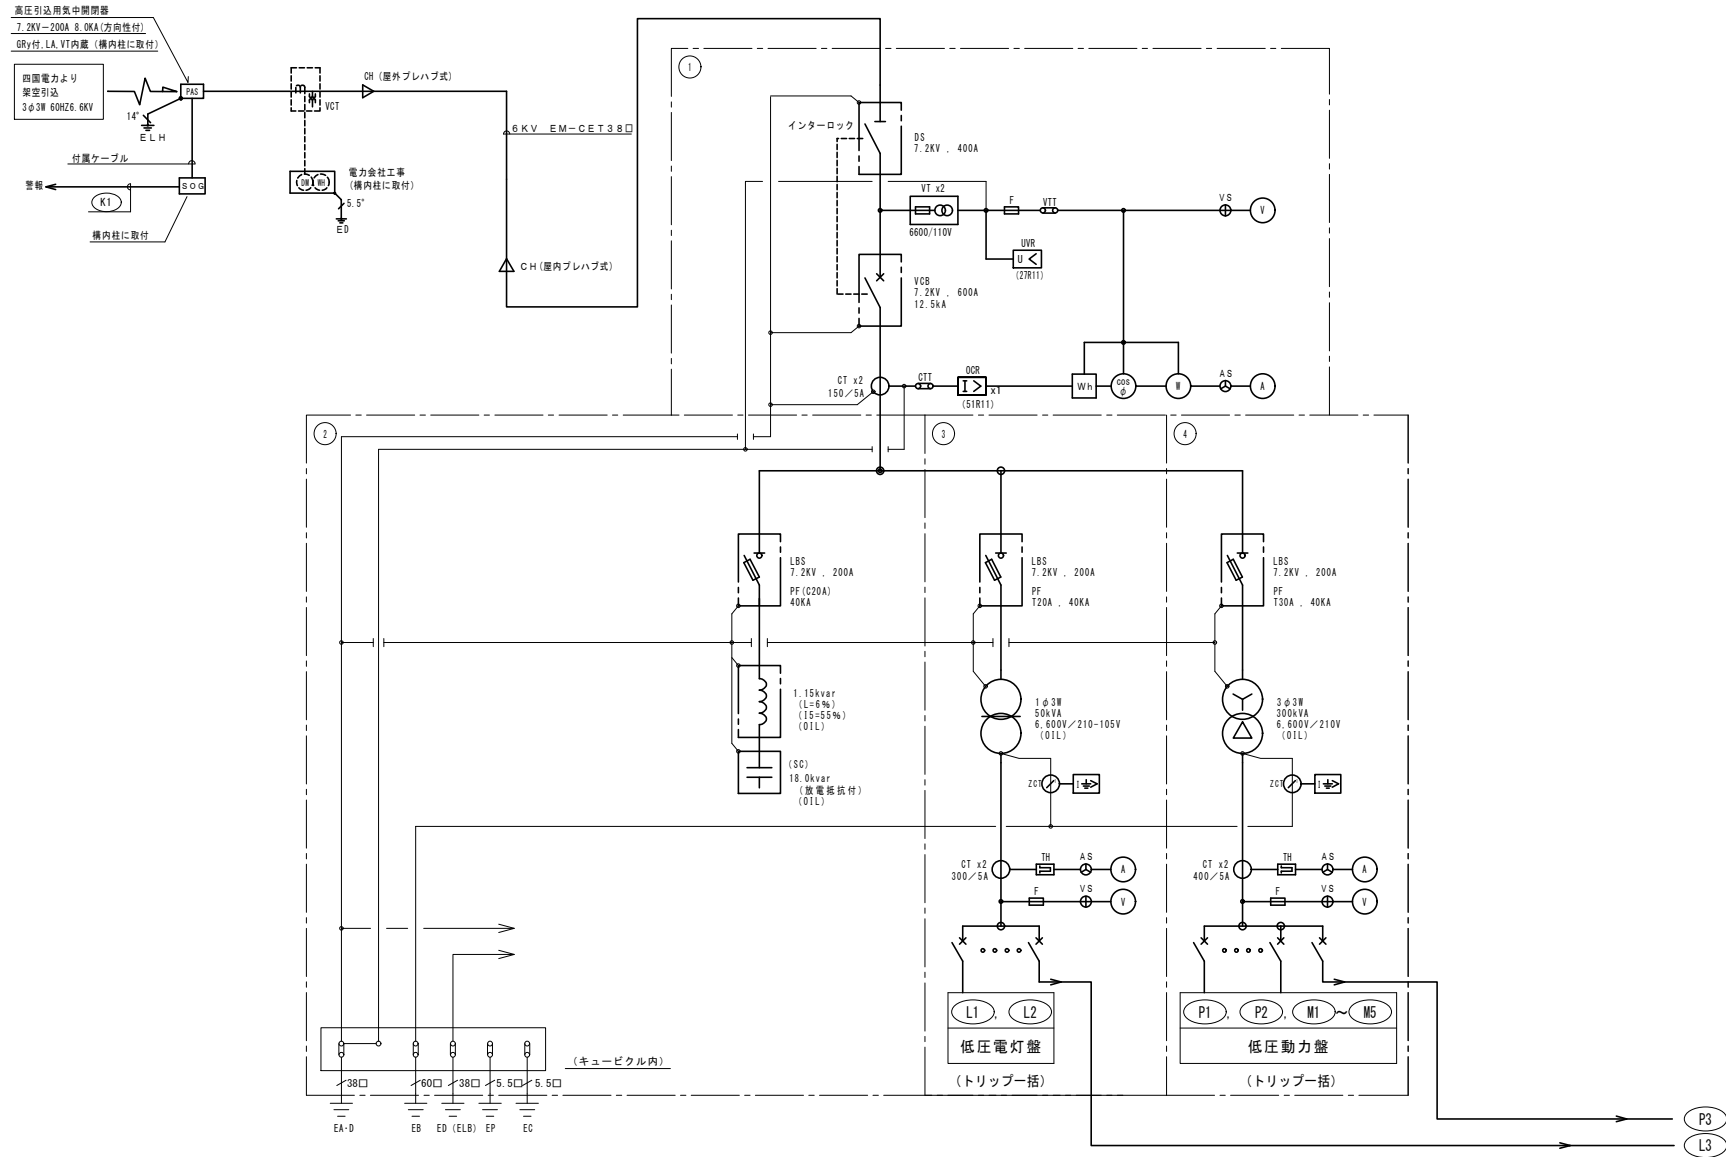 高圧引込用気中開閉器
7.2KV-200A 8.0KA(方向性付)
GRy付.LA.VT内蔵 (構内柱に取付)
四国電力より
架空引込
3φ3W 60HZ6.6KV
PAS
14°
ELH
付属ケーブル
警報
SOG
K1
構内柱に取付
VCT
CH (屋外プレハブ式)
DM WH
電力会社工事
(構内柱に取付)
5.5°
ED
6KV EM-CET38□
CH(屋内プレハブ式)
1
インターロック
DS
7.2KV , 400A
VT x2
6600/110V
F
VTT
VS
V
UVR
U <
(27R11)
VCB
7.2KV , 600A
12.5kA
CT x2
150/5A
CTT
OCR
I > x1
(51R11)
Wh
COS
φ
W
AS
A
2
3
4
LBS
7.2KV , 200A
PF(C20A)
40KA
LBS
7.2KV , 200A
PF
T20A , 40KA
LBS
7.2KV , 200A
PF
T30A , 40KA
1.15kvar
(L=6%)
(I5=55%)
(OIL)
(SC)
18.0kvar
(放電抵抗付)
(OIL)
1φ3W
50kVA
6,600V/210-105V
(OIL)
3φ3W
300kVA
6,600V/210V
(OIL)
ZCT
I
ZCT
I
CT x2
300/5A
TH
AS
A
F
VS
V
CT x2
400/5A
TH
AS
A
F
VS
V
L1 , L2
低圧電灯盤
(トリップ一括)
P1 , P2 , M1 ~ M5
低圧動力盤
(トリップ一括)
(キュービクル内)
38□
60□
38□
5.5□
5.5□
EA·D
EB
ED(ELB)
EP
EC
P3
L3